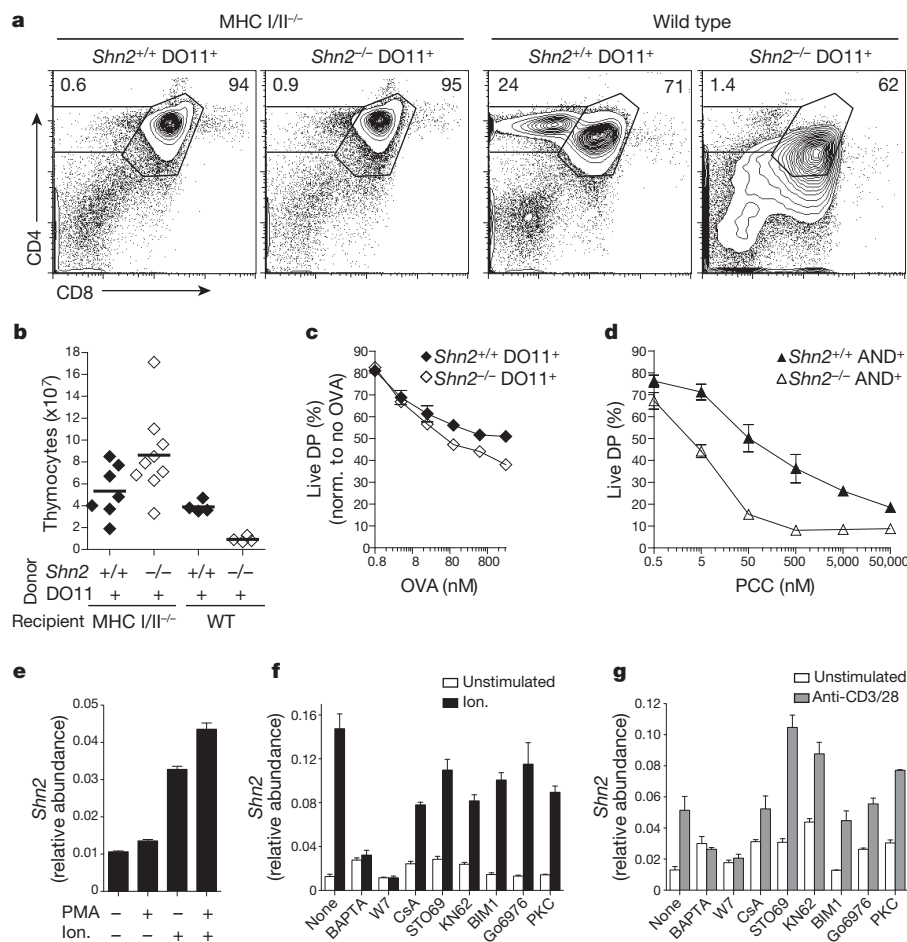 a
MHC I/II–/– Wild type
Shn2+/+ DO11+ Shn2–/– DO11+ Shn2+/+ DO11+ Shn2–/– DO11+
0.6 94 0.9 95 24 71 1.4 62
CD4
CD8
b
Thymocytes (x10⁷)
18
16
14
12
10
8
6
4
2
0
Donor
Shn2 +/+ –/– +/+ –/–
DO11 + + + +
Recipient MHC I/II–/– WT
c
Shn2+/+ DO11+
Shn2–/– DO11+
Live DP (%)
(norm. to no OVA)
90
80
70
60
50
40
30
20
10
0
0.8 8 80 800
OVA (nM)
d
Shn2+/+ AND+
Shn2–/– AND+
Live DP (%)
90
80
70
60
50
40
30
20
10
0
0.5 5 50 500 5,000 50,000
PCC (nM)
e
Shn2
(relative abundance)
0.05
0.04
0.03
0.02
0.01
0
PMA – + – +
Ion. – – + +
f
Unstimulated
Ion.
Shn2
(relative abundance)
0.16
0.12
0.08
0.04
0
None BAPTA W7 CsA STO69 KN62 BIM1 Go6976 PKC
g
Unstimulated
Anti-CD3/28
Shn2
(relative abundance)
0.12
0.10
0.08
0.06
0.04
0.02
0
None BAPTA W7 CsA STO69 KN62 BIM1 Go6976 PKC